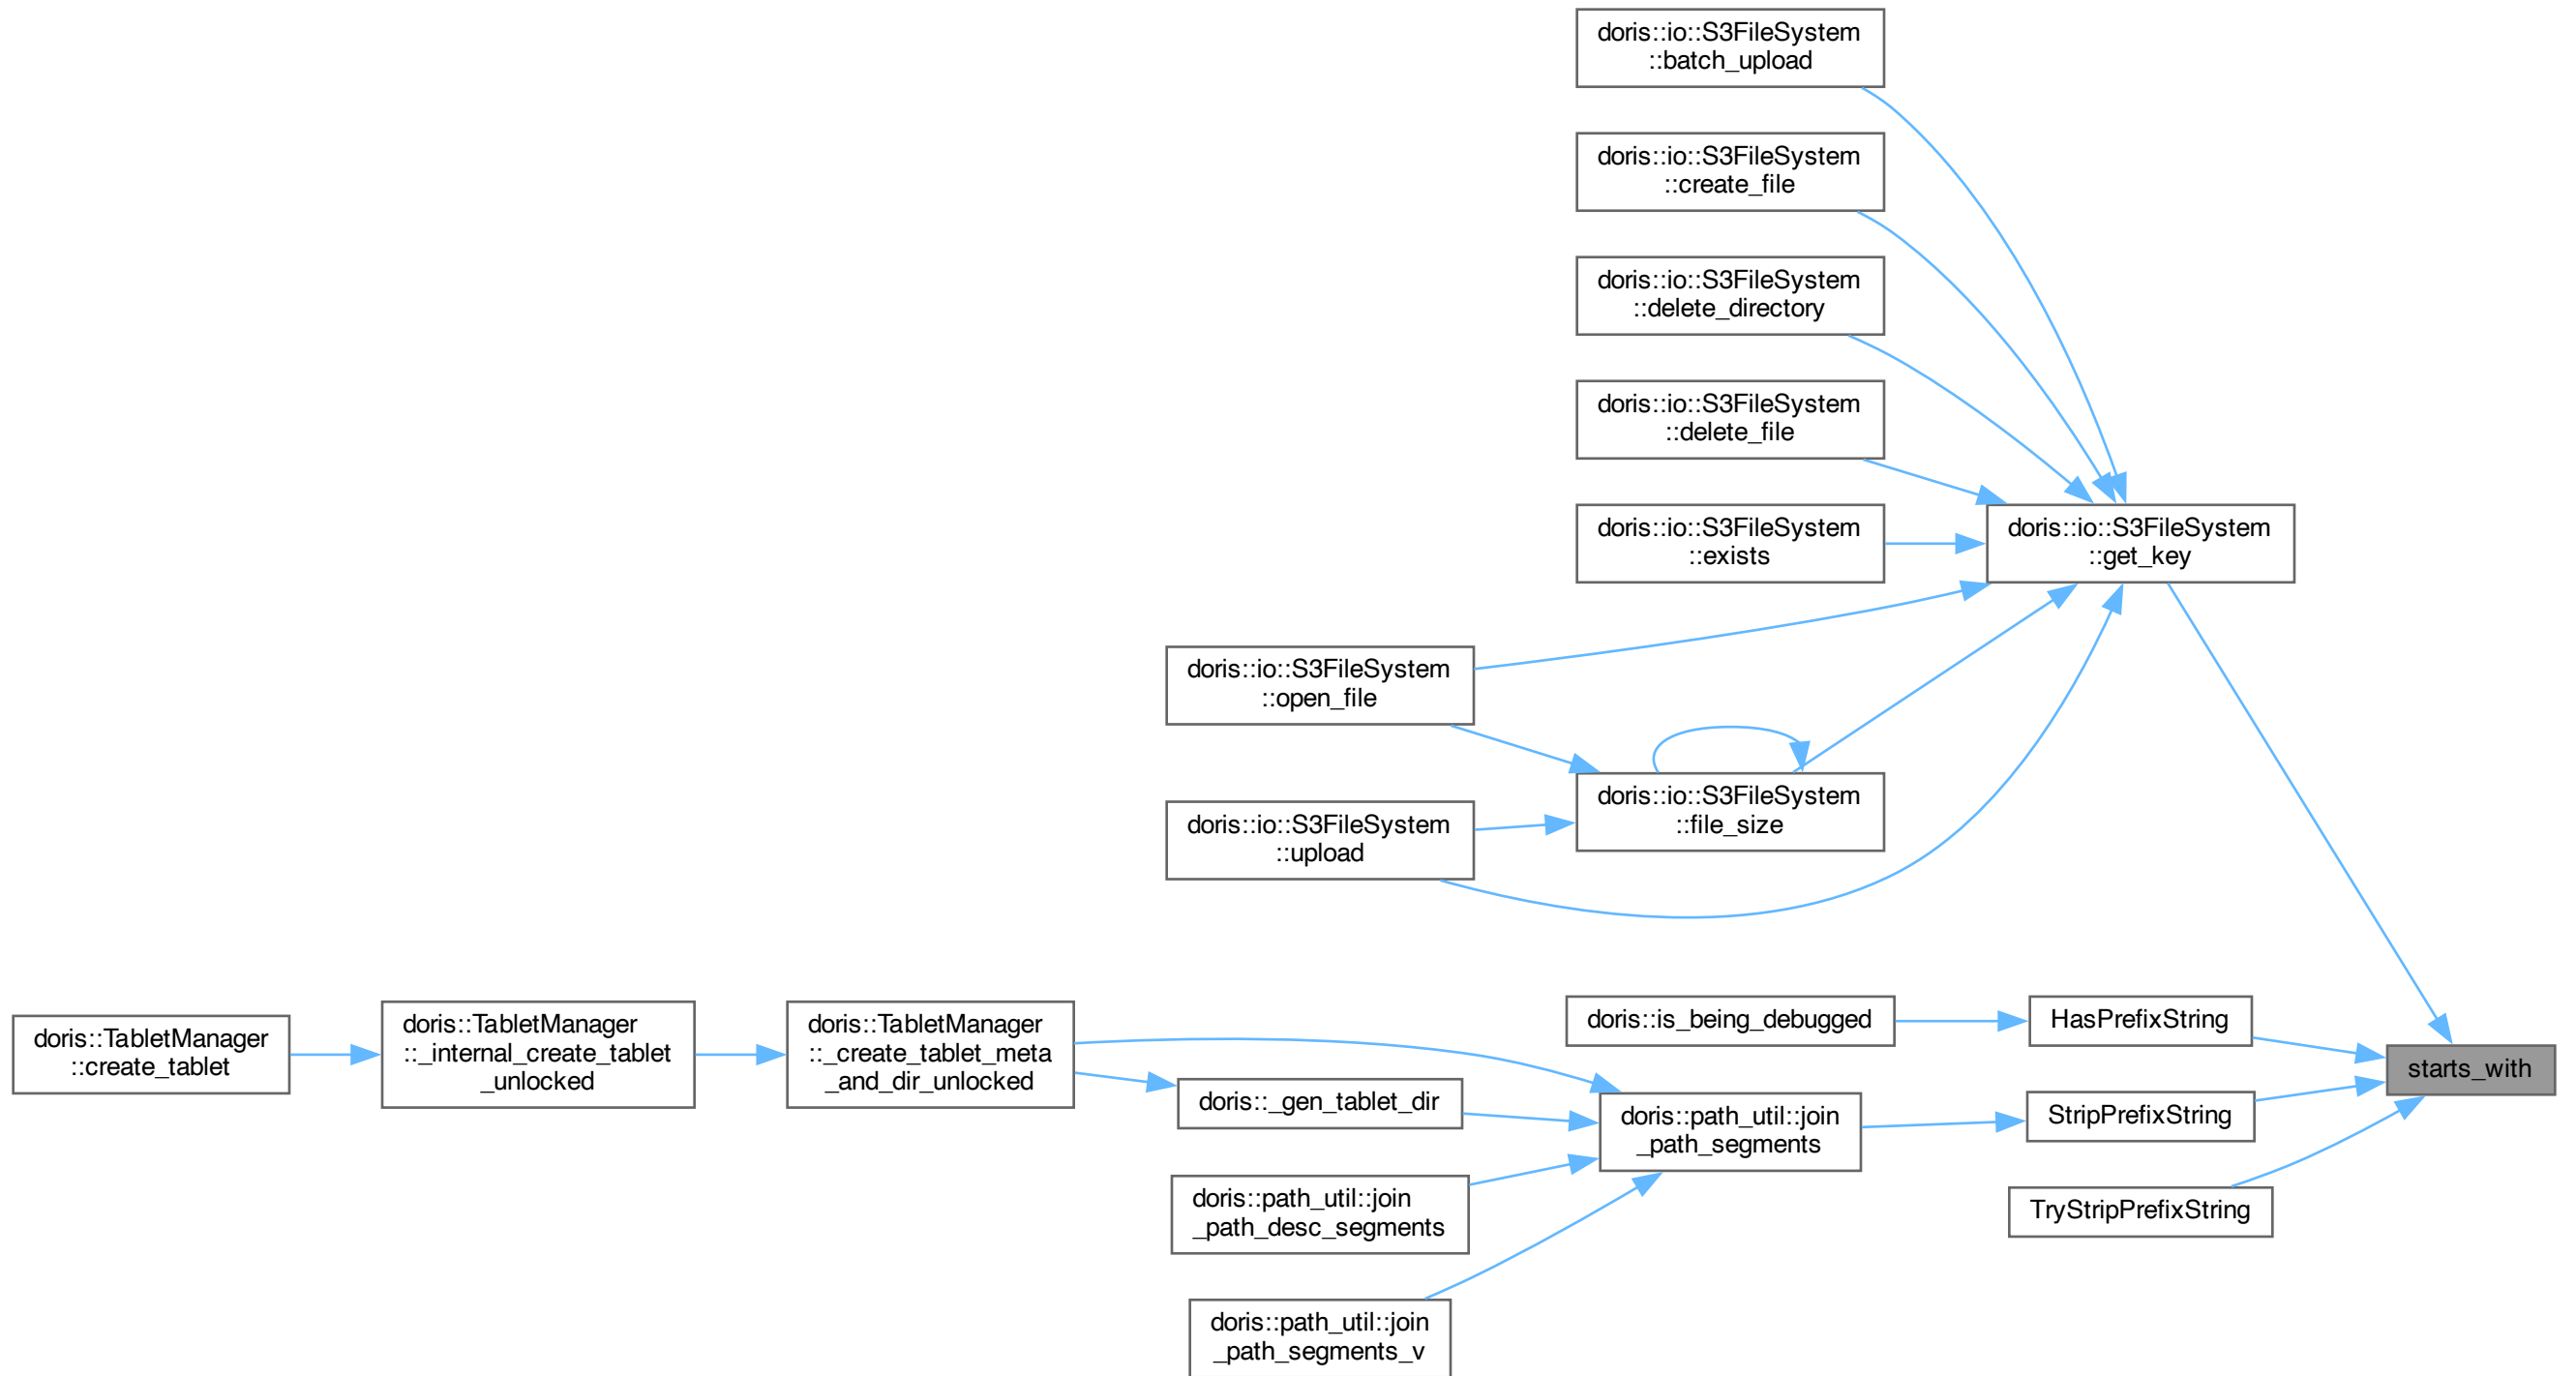 doris::io::S3FileSystem
::batch_upload
doris::io::S3FileSystem
::create_file
doris::io::S3FileSystem
::delete_directory
doris::io::S3FileSystem
::delete_file
doris::io::S3FileSystem
::exists
doris::io::S3FileSystem
::get_key
doris::io::S3FileSystem
::open_file
doris::io::S3FileSystem
::file_size
doris::io::S3FileSystem
::upload
doris::TabletManager
::create_tablet
doris::TabletManager
::_internal_create_tablet
_unlocked
doris::TabletManager
::_create_tablet_meta
_and_dir_unlocked
doris::is_being_debugged
HasPrefixString
starts_with
doris::_gen_tablet_dir
doris::path_util::join
_path_segments
StripPrefixString
doris::path_util::join
_path_desc_segments
TryStripPrefixString
doris::path_util::join
_path_segments_v